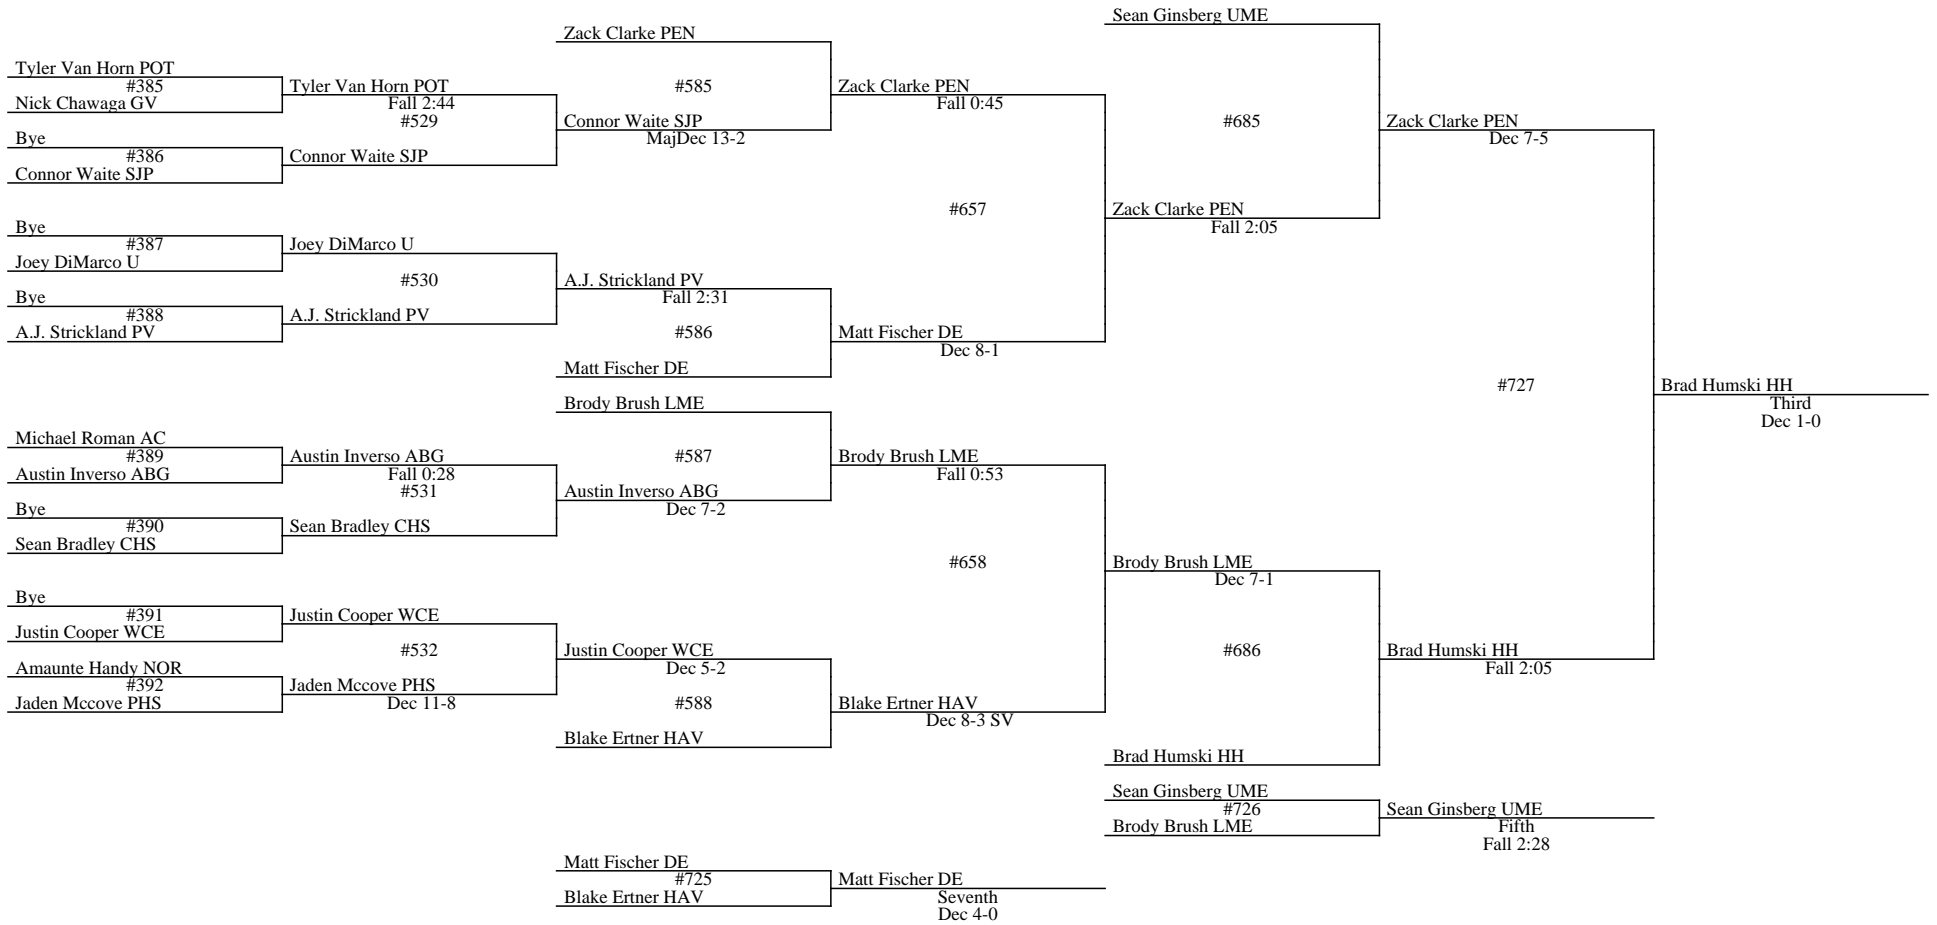 Sean Ginsberg UME
Zack Clarke PEN
Tyler Van Horn POT
#385
Nick Chawaga GV
Tyler Van Horn POT
Fall 2:44
#529
#585
Zack Clarke PEN
Fall 0:45
Connor Waite SJP
MajDec 13-2
#685
Zack Clarke PEN
Dec 7-5
Bye
#386
Connor Waite SJP
Connor Waite SJP
#657
Zack Clarke PEN
Fall 2:05
Bye
#387
Joey DiMarco U
Joey DiMarco U
#530
A.J. Strickland PV
Fall 2:31
Bye
#388
A.J. Strickland PV
A.J. Strickland PV
#586
Matt Fischer DE
Dec 8-1
Matt Fischer DE
#727
Brad Humski HH
Third
Dec 1-0
Brody Brush LME
Michael Roman AC
#389
Austin Inverso ABG
Austin Inverso ABG
Fall 0:28
#531
#587
Brody Brush LME
Fall 0:53
Austin Inverso ABG
Dec 7-2
Bye
#390
Sean Bradley CHS
Sean Bradley CHS
#658
Brody Brush LME
Dec 7-1
Bye
#391
Justin Cooper WCE
Justin Cooper WCE
#532
Justin Cooper WCE
Dec 5-2
#686
Brad Humski HH
Fall 2:05
Amaunte Handy NOR
#392
Jaden Mccove PHS
Jaden Mccove PHS
Dec 11-8
#588
Blake Ertner HAV
Dec 8-3 SV
Blake Ertner HAV
Brad Humski HH
Sean Ginsberg UME
#726
Brody Brush LME
Sean Ginsberg UME
Fifth
Fall 2:28
Matt Fischer DE
#725
Blake Ertner HAV
Matt Fischer DE
Seventh
Dec 4-0